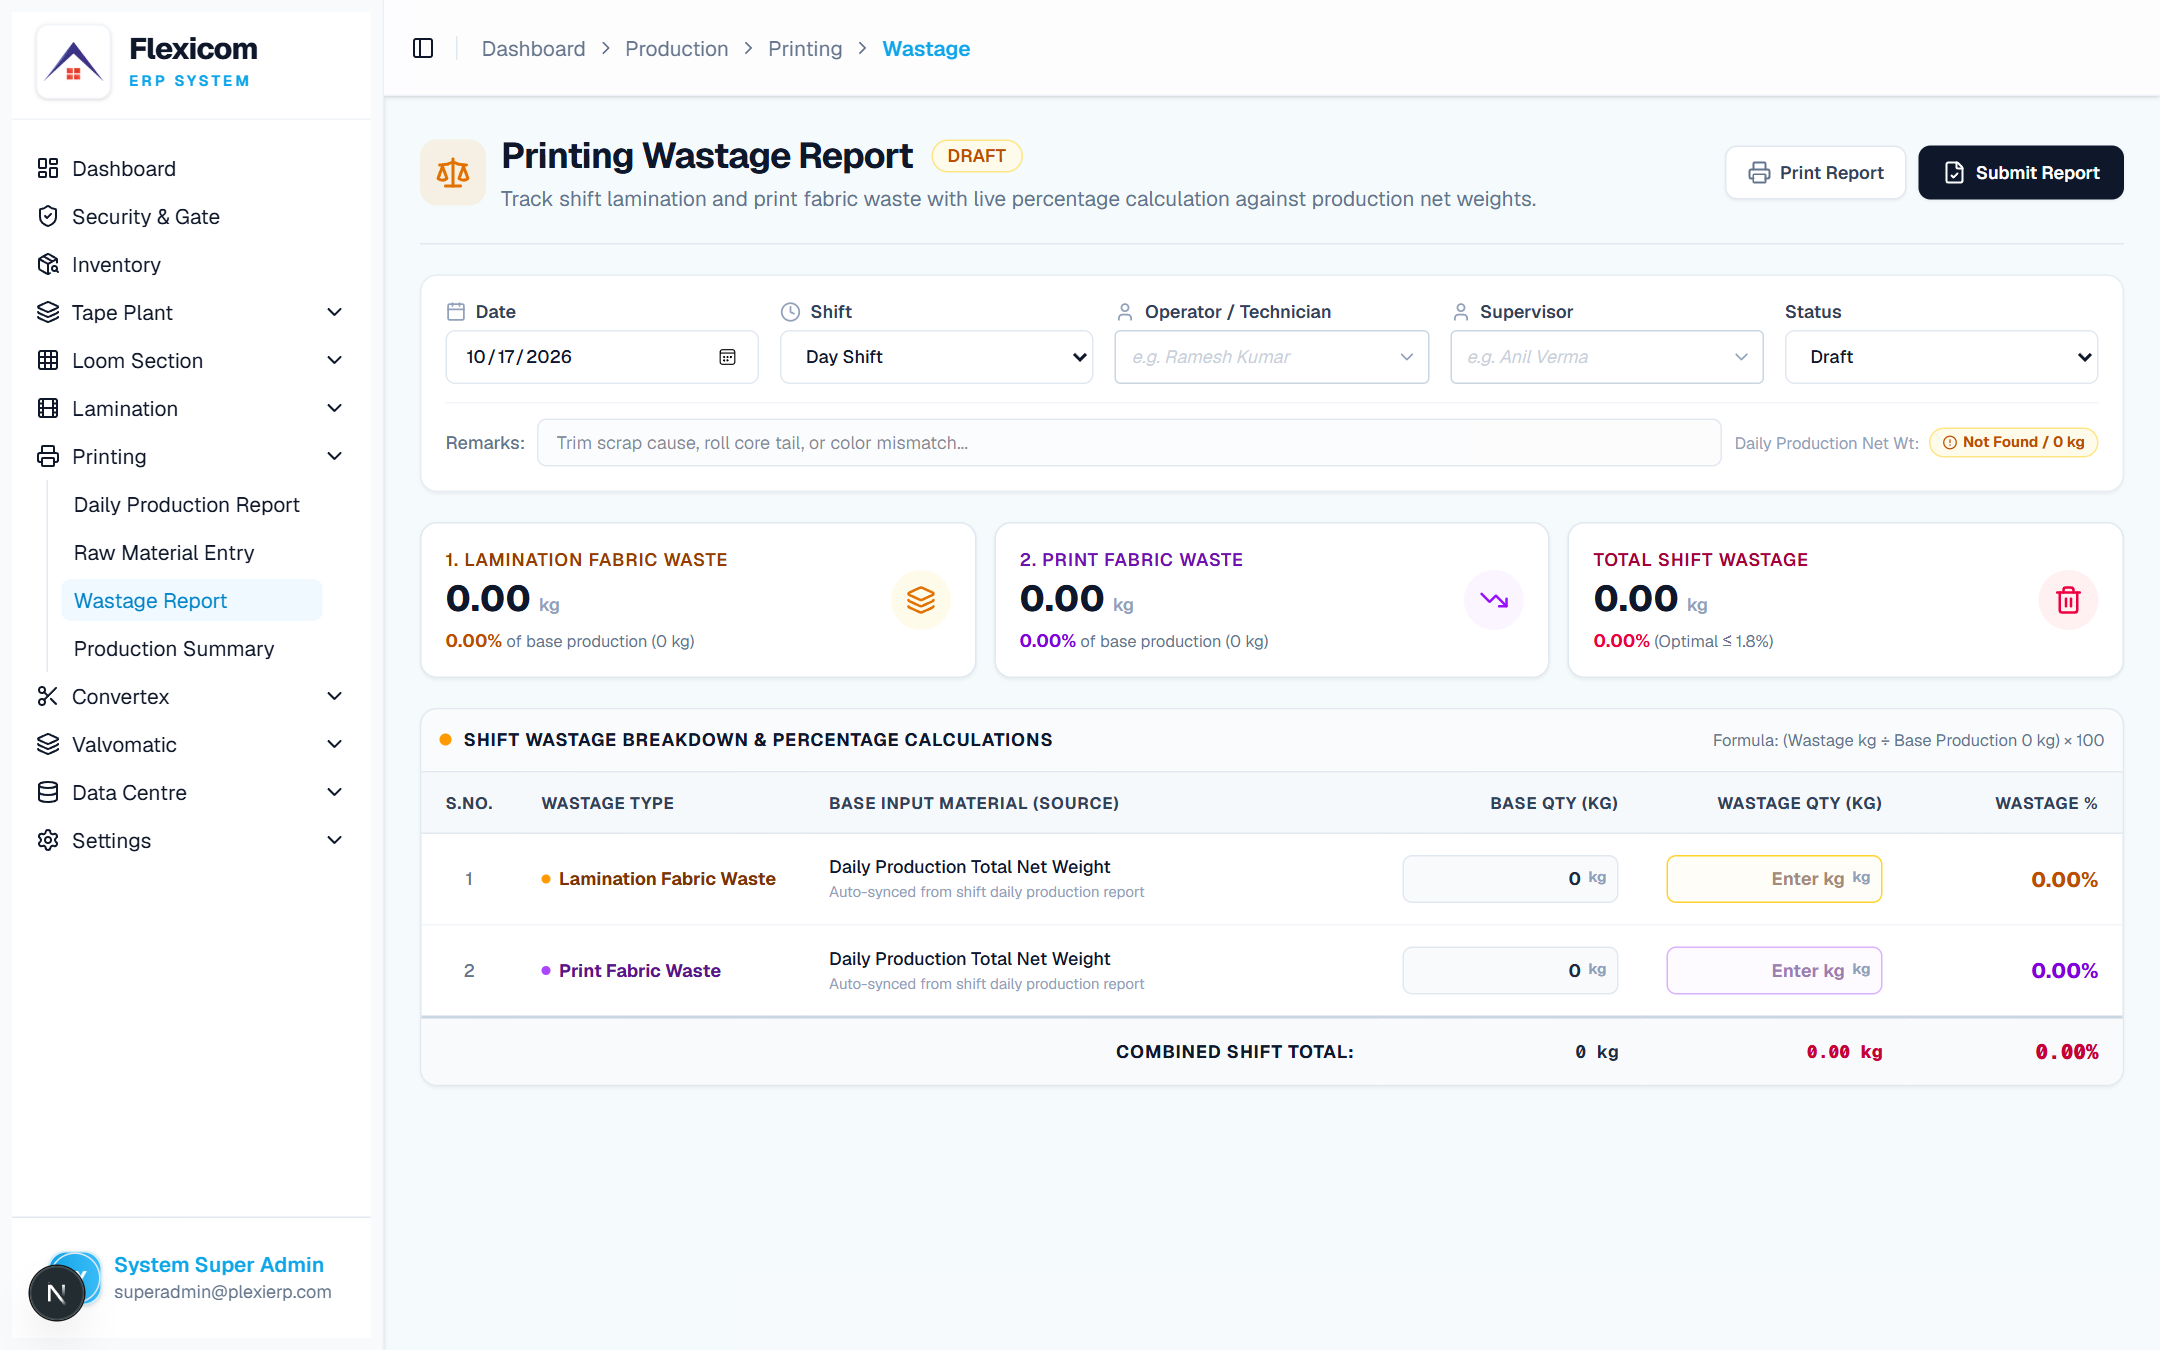 Flexicom
ERP SYSTEM
Dashboard
Security & Gate
Inventory
Tape Plant
Loom Section
Lamination
Printing
Daily Production Report
Raw Material Entry
Wastage Report
Production Summary
Convertex
Valvomatic
Data Centre
Settings
N
System Super Admin
superadmin@plexierp.com
Dashboard > Production > Printing > Wastage
Printing Wastage Report DRAFT
Track shift lamination and print fabric waste with live percentage calculation against production net weights.
Print Report
Submit Report
Date Shift Operator / Technician Supervisor Status
10/17/2026 Day Shift e.g. Ramesh Kumar e.g. Anil Verma Draft
Remarks: Trim scrap cause, roll core tail, or color mismatch... Daily Production Net Wt: Not Found / 0 kg
1. LAMINATION FABRIC WASTE
0.00 kg
0.00% of base production (0 kg)
2. PRINT FABRIC WASTE
0.00 kg
0.00% of base production (0 kg)
TOTAL SHIFT WASTAGE
0.00 kg
0.00% (Optimal ≤ 1.8%)
SHIFT WASTAGE BREAKDOWN & PERCENTAGE CALCULATIONS Formula: (Wastage kg ÷ Base Production 0 kg) × 100
S.NO. WASTAGE TYPE BASE INPUT MATERIAL (SOURCE) BASE QTY (KG) WASTAGE QTY (KG) WASTAGE %
1 Lamination Fabric Waste Daily Production Total Net Weight 0 kg Enter kg kg 0.00%
Auto-synced from shift daily production report
2 Print Fabric Waste Daily Production Total Net Weight 0 kg Enter kg kg 0.00%
Auto-synced from shift daily production report
COMBINED SHIFT TOTAL: 0 kg 0.00 kg 0.00%